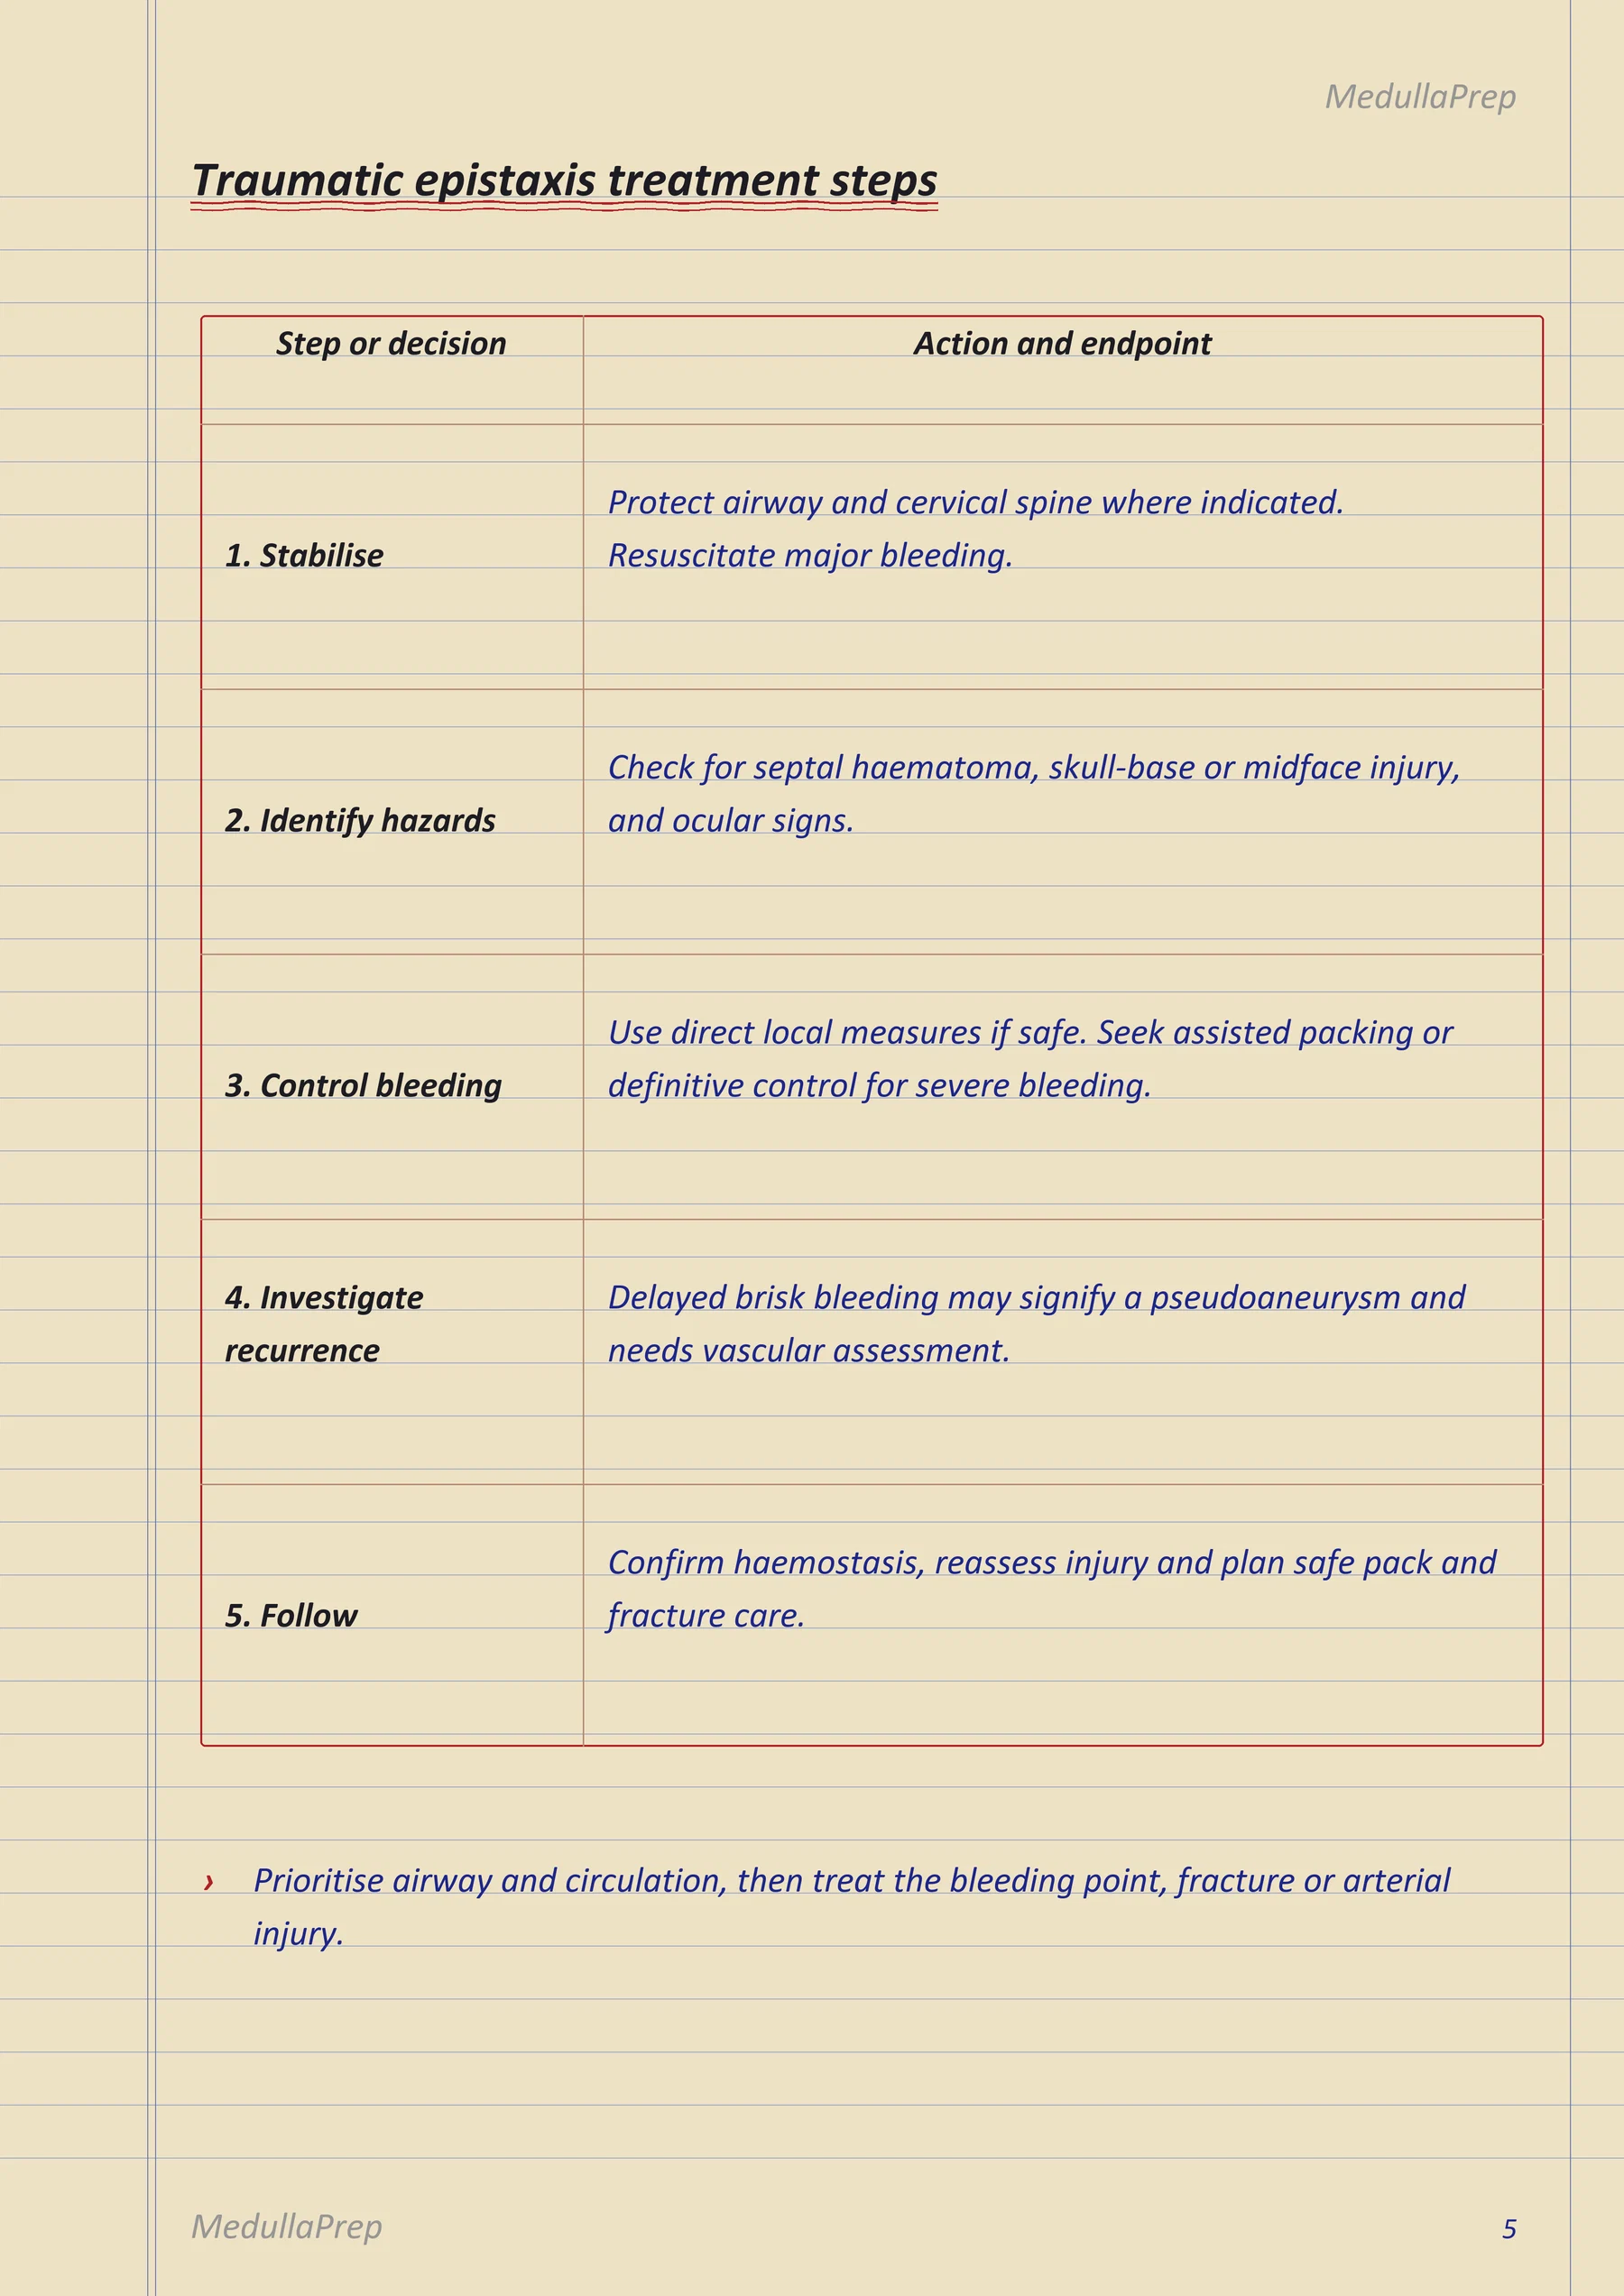 MedullaPrep
Traumatic epistaxis treatment steps
Step or decision
Action and endpoint
1. Stabilise
Protect airway and cervical spine where indicated.
Resuscitate major bleeding.
2. Identify hazards
Check for septal haematoma, skull-base or midface injury,
and ocular signs.
3. Control bleeding
Use direct local measures if safe. Seek assisted packing or
definitive control for severe bleeding.
4. Investigate
recurrence
Delayed brisk bleeding may signify a pseudoaneurysm and
needs vascular assessment.
5. Follow
Confirm haemostasis, reassess injury and plan safe pack and
fracture care.
› Prioritise airway and circulation, then treat the bleeding point, fracture or arterial
injury.
MedullaPrep
5